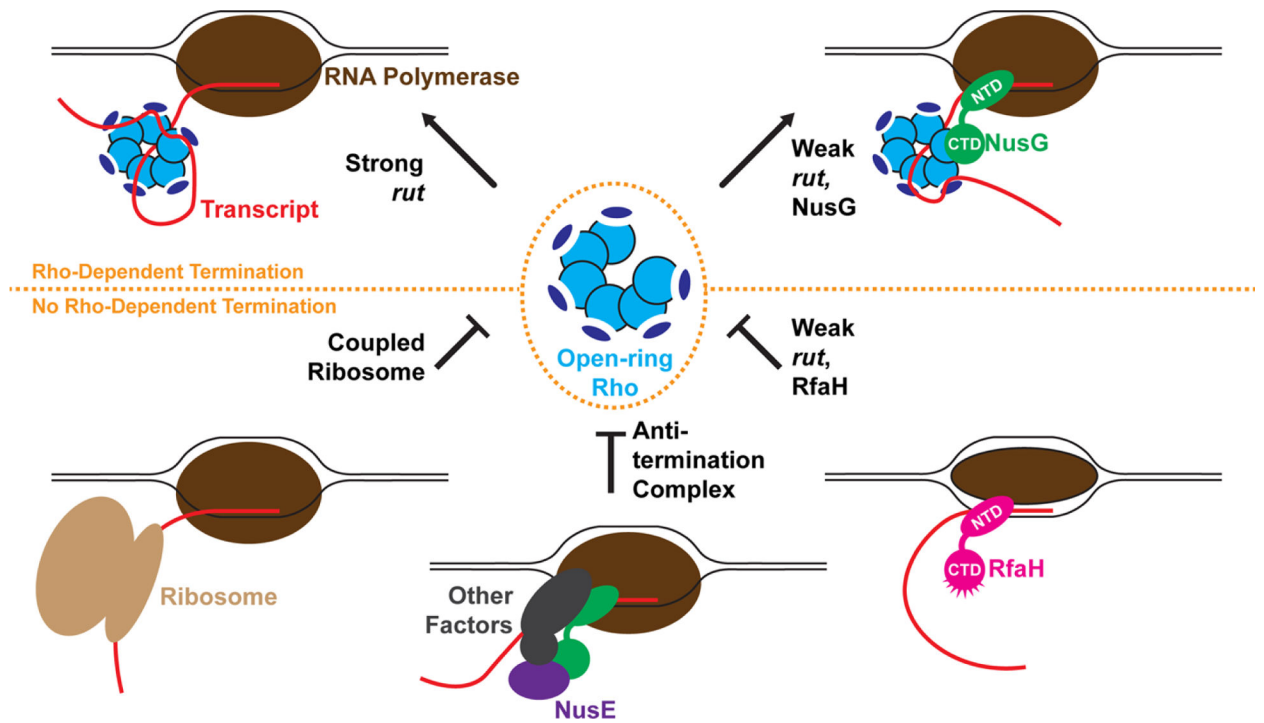 RNA Polymerase
Strong
rut
Transcript
NTD
CTD
NusG
Weak
rut,
NusG
Rho-Dependent Termination
No Rho-Dependent Termination
Coupled
Ribosome
Open-ring
Rho
Weak
rut,
RfaH
Anti-
termination
Complex
Ribosome
Other
Factors
NusE
NTD
CTD
RfaH